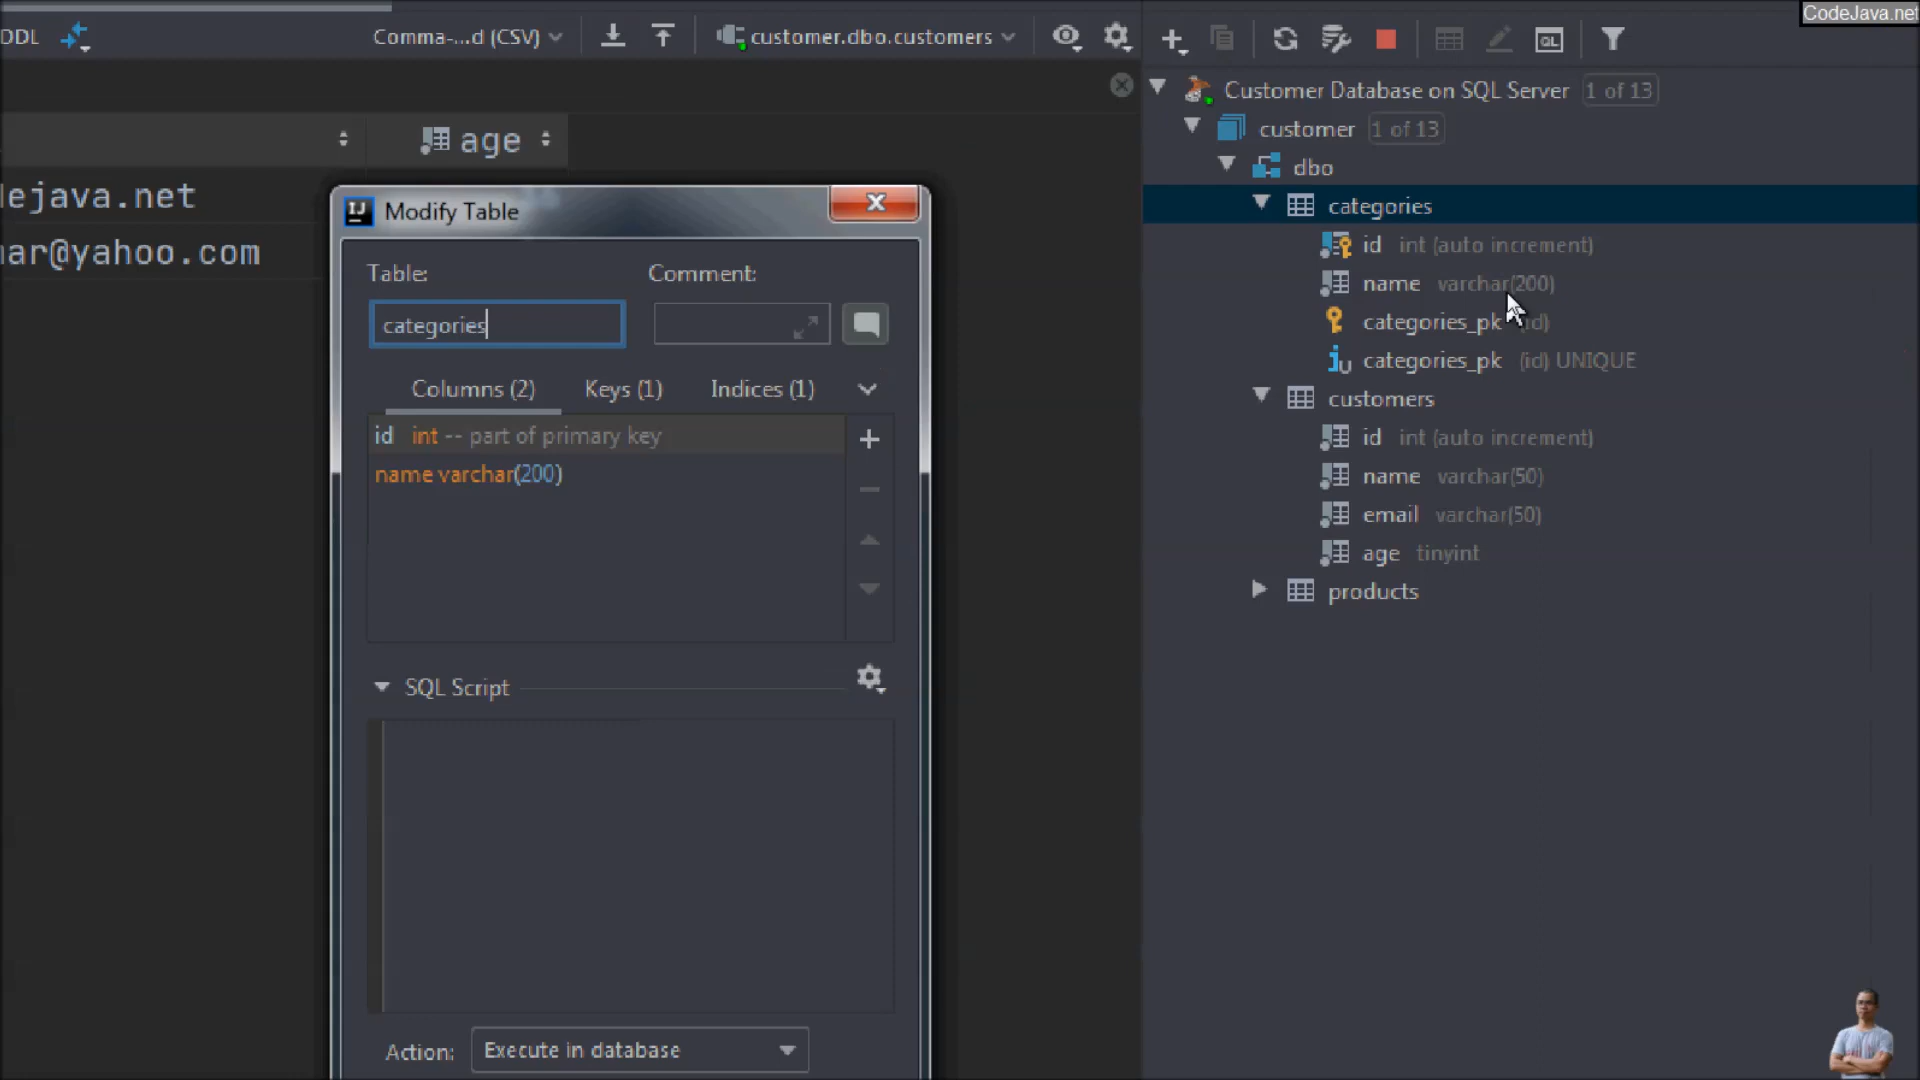 CodeJava.net
DDL
Comma-...d (CSV)
customer.dbo.customers
Customer Database on SQL Server 1 of 13
customer 1 of 13
dbo
categories
id int (auto increment)
name varchar(200)
categories_pk (id)
categories_pk (id) UNIQUE
customers
id int (auto increment)
name varchar(50)
email varchar(50)
age tinyint
products
age
dejava.net
nar@yahoo.com
IJ Modify Table
Table:
Comment:
categories
Columns (2)
Keys (1)
Indices (1)
id int -- part of primary key
name varchar(200)
SQL Script
Action:
Execute in database